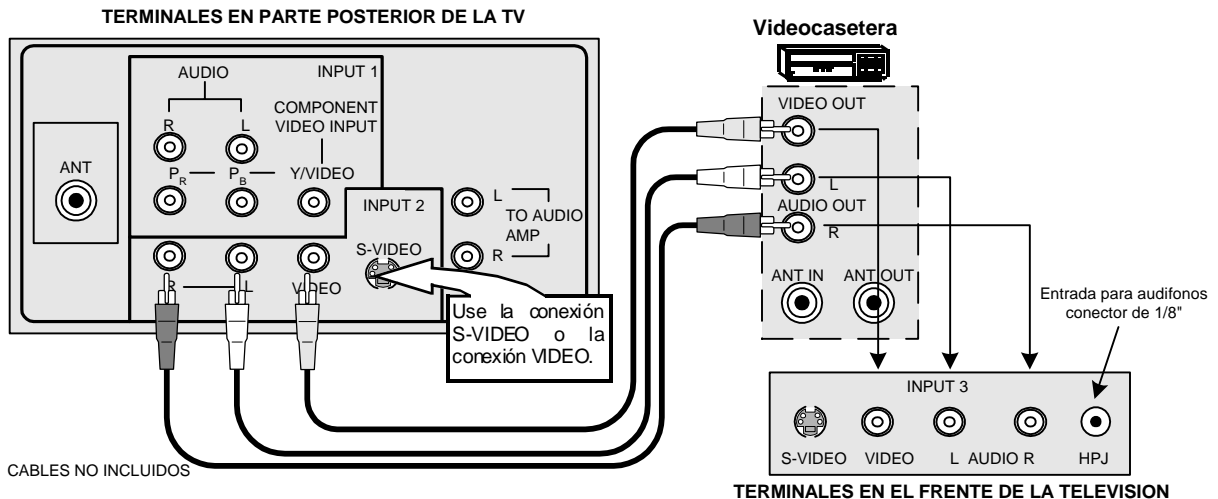 TERMINALES EN PARTE POSTERIOR DE LA TV
Videocasetera
AUDIO
INPUT 1
R
L
COMPONENT
VIDEO INPUT
ANT
PR
PB
Y/VIDEO
INPUT 2
L
TO AUDIO
AMP
R
S-VIDEO
R
L
VIDEO
Use la conexión
S-VIDEO o la
conexión VIDEO.
VIDEO OUT
L
AUDIO OUT
R
ANT IN
ANT OUT
Entrada para audifonos
conector de 1/8"
INPUT 3
S-VIDEO
VIDEO
L AUDIO R
HPJ
CABLES NO INCLUIDOS
TERMINALES EN EL FRENTE DE LA TELEVISION